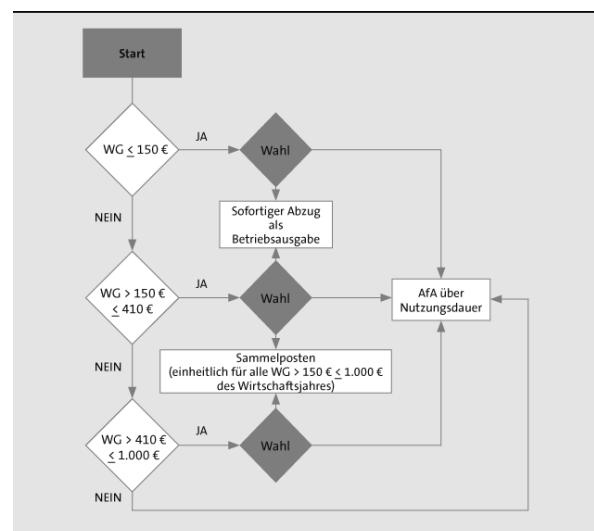 Start
WG ≤ 150 €
JA
Wahl
NEIN
Sofortiger Abzug
als
Betriebsausgabe
WG > 150 €
≤ 410 €
JA
Wahl
AfA über
Nutzungsdauer
NEIN
Sammelposten
(einheitlich für alle WG > 150 € ≤ 1.000 €
des Wirtschaftsjahres)
WG > 410 €
≤ 1.000 €
JA
Wahl
NEIN